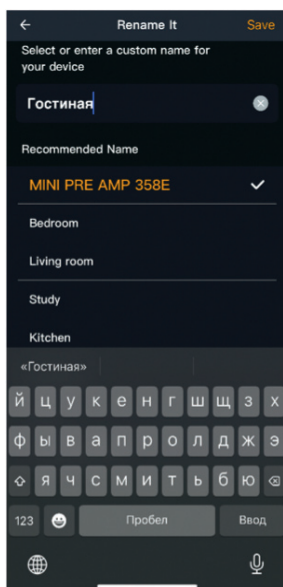 ← Rename It Save
Select or enter a custom name for
your device
Гостиная
Recommended Name
MINI PRE AMP 358E
Bedroom
Living room
Study
Kitchen
«Гостиная»
й ц у к е н г ш щ з х
ф ы в а п р о л д ж э
я ч с м и т ь б ю
123 Пробел Ввод